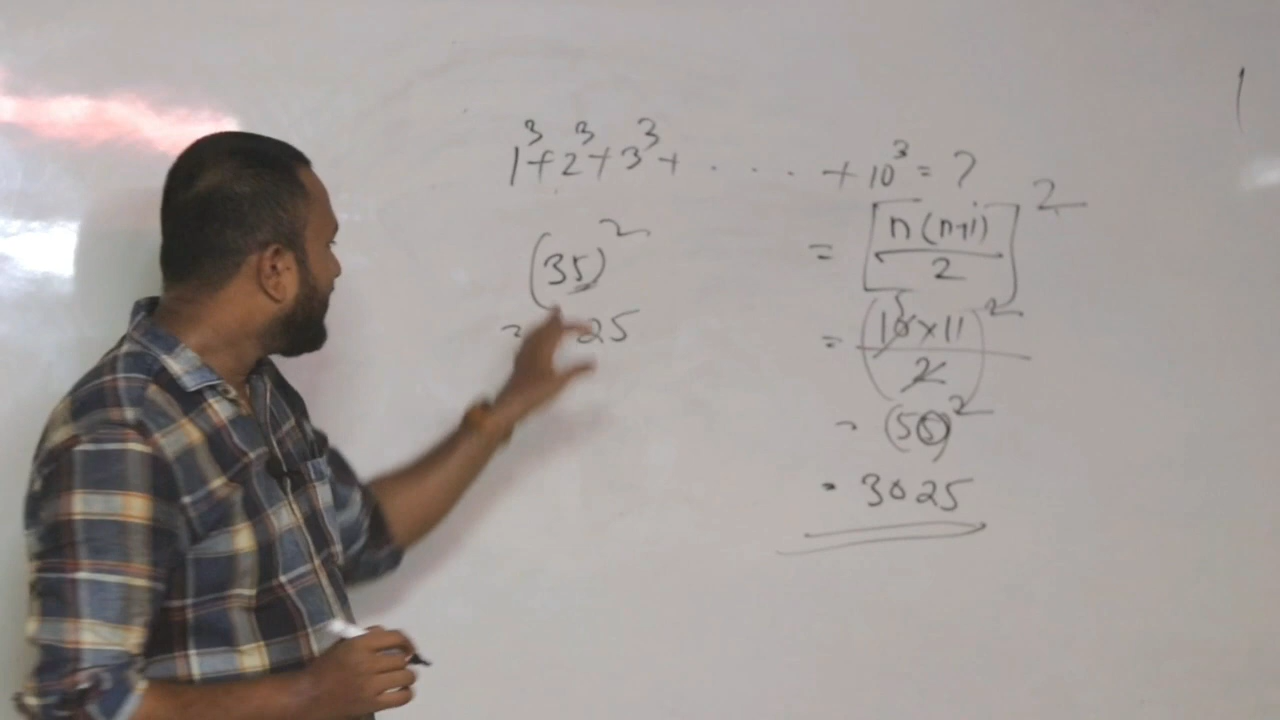 1³+2³+3³+ . . . . +10³ = ?
= [n(n+1)/2]²
= (10×11/2)²
= (55)²
= 3025
(35)²
= 25